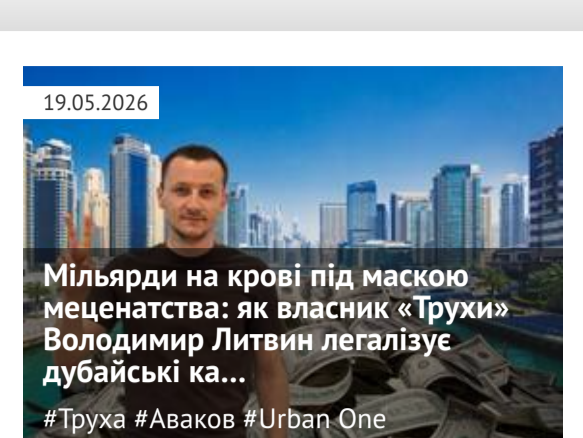 19.05.2026
Мільярди на крові під маскою
меценатства: як власник «Трухи»
Володимир Литвин легалізує
дубайські ка...
#Труха #Аваков #Urban One